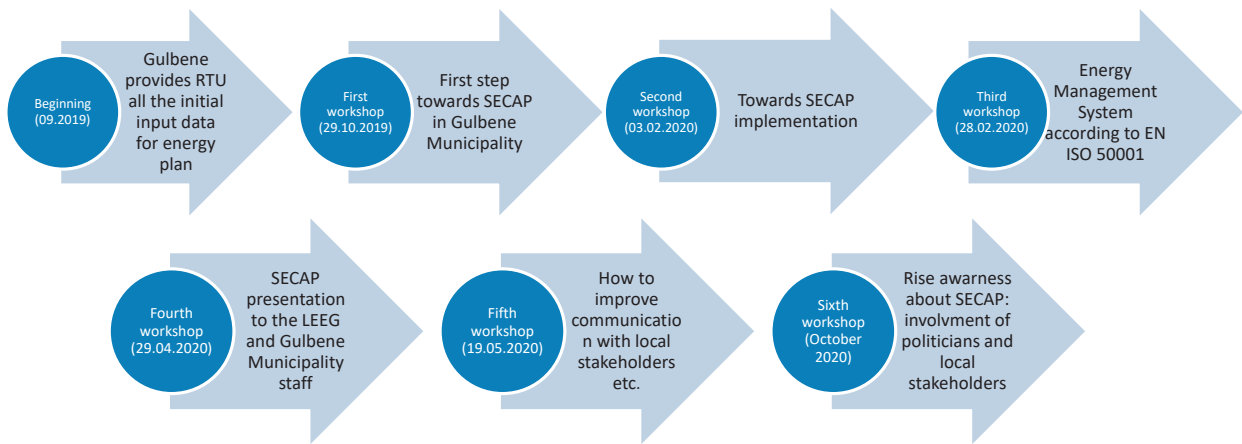 Beginning
(09.2019)
Gulbene
provides RTU
all the initial
input data
for energy
plan
First
workshop
(29.10.2019)
First step
towards SECAP
in Gulbene
Municipality
Second
workshop
(03.02.2020)
Towards SECAP
implementation
Third
workshop
(28.02.2020)
Energy
Management
System
according to EN
ISO 50001
Fourth
workshop
(29.04.2020)
SECAP
presentation
to the LEEG
and Gulbene
Municipality
staff
Fifth
workshop
(19.05.2020)
How to
improve
communicatio
n with local
stakeholders
etc.
Sixth
workshop
(October
2020)
Rise awarness
about SECAP:
involvment of
politicians and
local
stakeholders